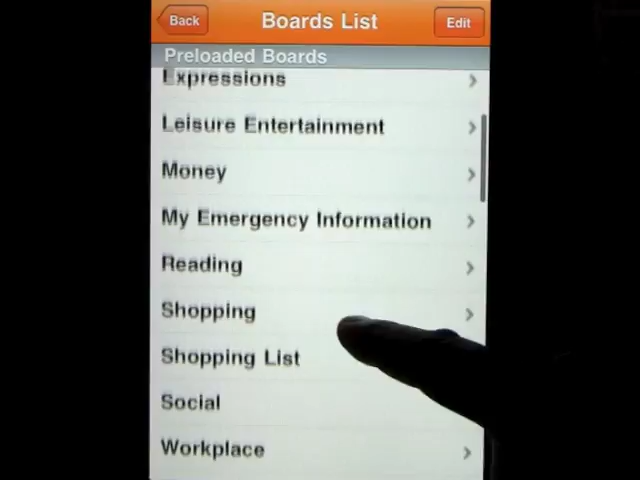 Back
Boards List
Edit
Preloaded Boards
Expressions
Leisure Entertainment
Money
My Emergency Information
Reading
Shopping
Shopping List
Social
Workplace